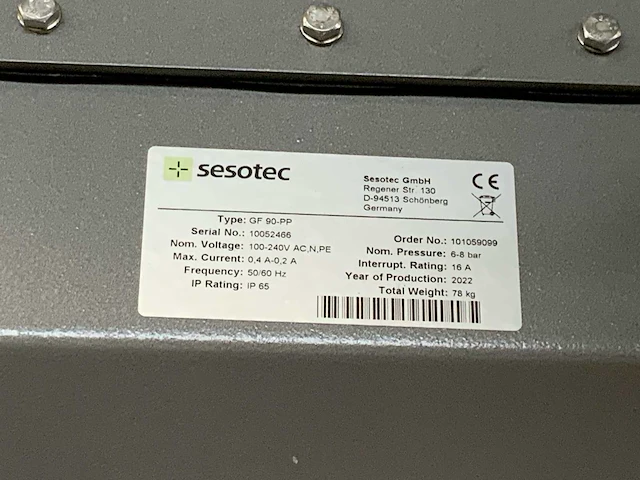 sesotec
Sesotec GmbH
Regener Str. 130
D-94513 Schönberg
Germany
CE
Type: GF 90-PP
Serial No.: 10052466
Nom. Voltage: 100-240V AC,N,PE
Max. Current: 0,4 A-0,2 A
Frequency: 50/60 Hz
IP Rating: IP 65
Order No.: 101059099
Nom. Pressure: 6-8 bar
Interrupt. Rating: 16 A
Year of Production: 2022
Total Weight: 78 kg